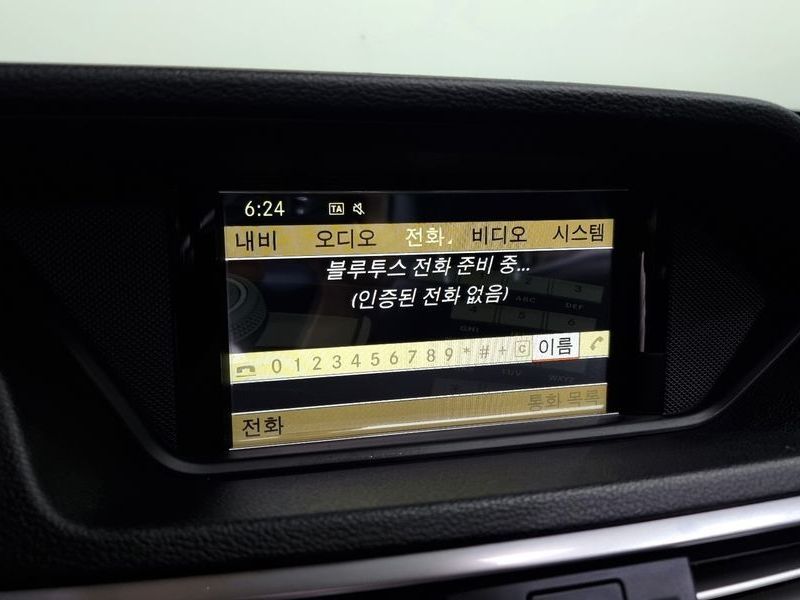 6:24 TA
내비 오디오 전화 비디오 시스템
블루투스 전화 준비 중...
(인증된 전화 없음)
0 1 2 3 4 5 6 7 8 9 * # + C 이름
통화 목록
전화